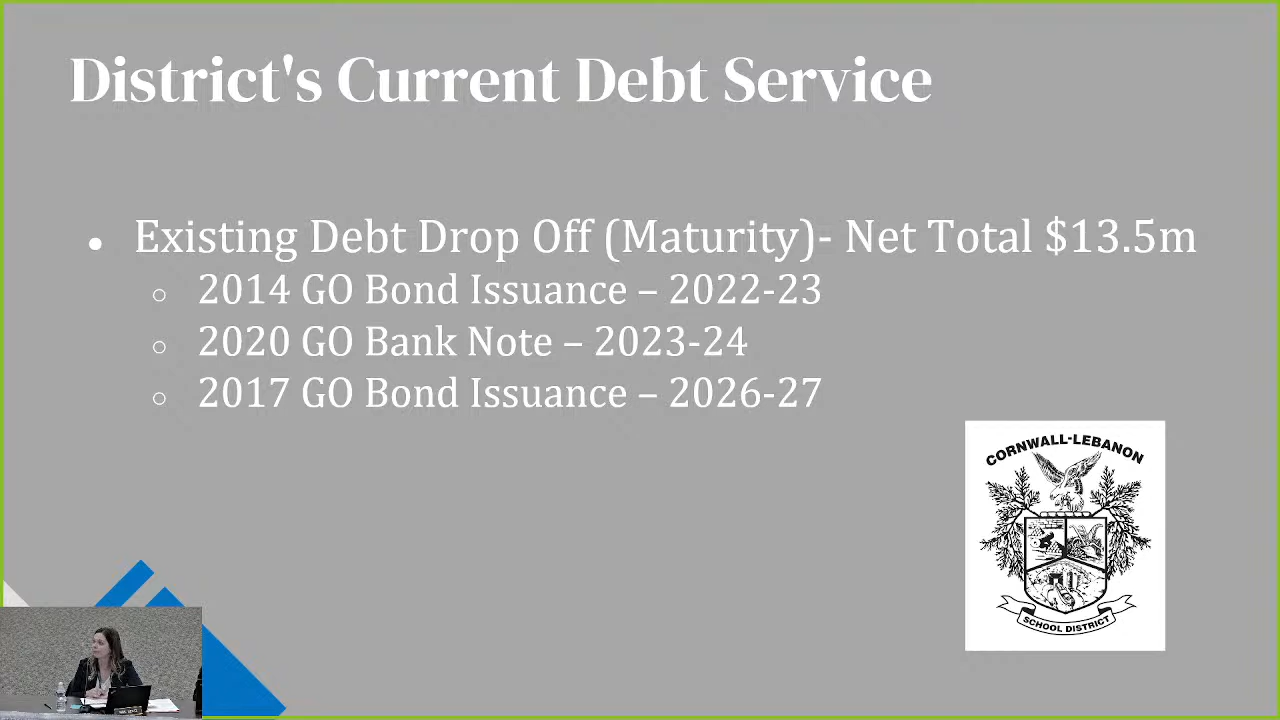 District's Current Debt Service
● Existing Debt Drop Off (Maturity)- Net Total $13.5m
○ 2014 GO Bond Issuance – 2022-23
○ 2020 GO Bank Note – 2023-24
○ 2017 GO Bond Issuance – 2026-27
CORNWALL-LEBANON
SCHOOL DISTRICT